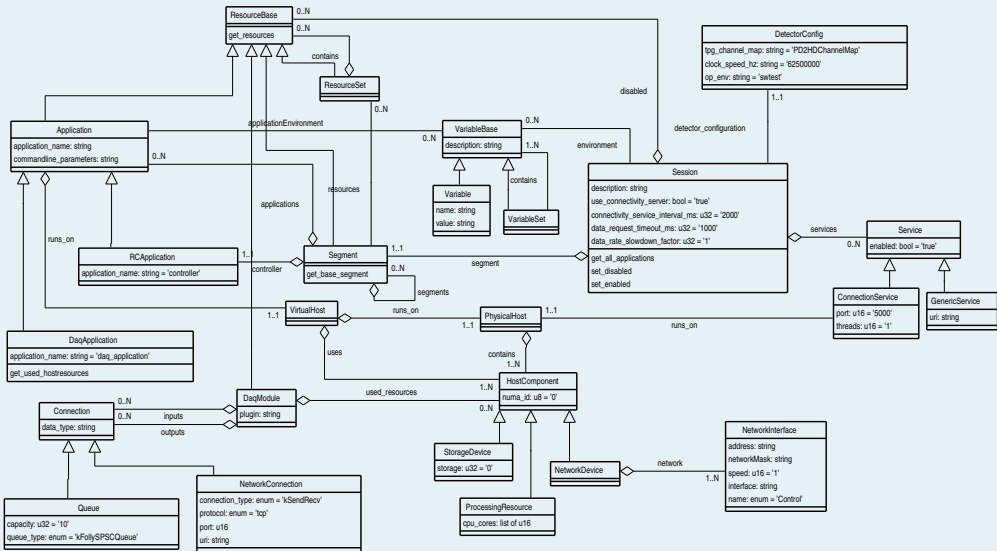 ResourceBase
get_resources
0..N
0..N
contains
ResourceSet
0..N
disabled
DetectorConfig
tpg_channel_map: string = 'PD2HDChannelMap'
clock_speed_hz: string = '62500000'
op_env: string = 'swtest'
1..1
detector_configuration
Application
application_name: string
commandline_parameters: string
applicationEnvironment
0..N
0..N
VariableBase
description: string
0..N
1..N
environment
contains
Variable
name: string
value: string
VariableSet
Session
description: string
use_connectivity_server: bool = 'true'
connectivity_service_interval_ms: u32 = '2000'
data_request_timeout_ms: u32 = '1000'
data_rate_slowdown_factor: u32 = '1'
get_all_applications
set_disabled
set_enabled
services
0..N
Service
enabled: bool = 'true'
resources
applications
runs_on
RCApplication
application_name: string = 'controller'
1..1
controller
Segment
get_base_segment
1..1
0..N
segment
segments
ConnectionService
port: u16 = '5000'
threads: u16 = '1'
GenericService
uri: string
VirtualHost
1..1
runs_on
1..1
PhysicalHost
1..1
runs_on
DaqApplication
application_name: string = 'daq_application'
get_used_hostresources
uses
contains
1..N
1..N
HostComponent
numa_id: u8 = '0'
0..N
used_resources
DaqModule
plugin: string
Connection
data_type: string
0..N
0..N
inputs
outputs
StorageDevice
storage: u32 = '0'
NetworkDevice
network
1..N
NetworkInterface
address: string
networkMask: string
speed: u16 = '1'
interface: string
name: enum = 'Control'
ProcessingResource
cpu_cores: list of u16
Queue
capacity: u32 = '10'
queue_type: enum = 'kFollySPSCQueue'
NetworkConnection
connection_type: enum = 'kSendRecv'
protocol: enum = 'tcp'
port: u16
uri: string